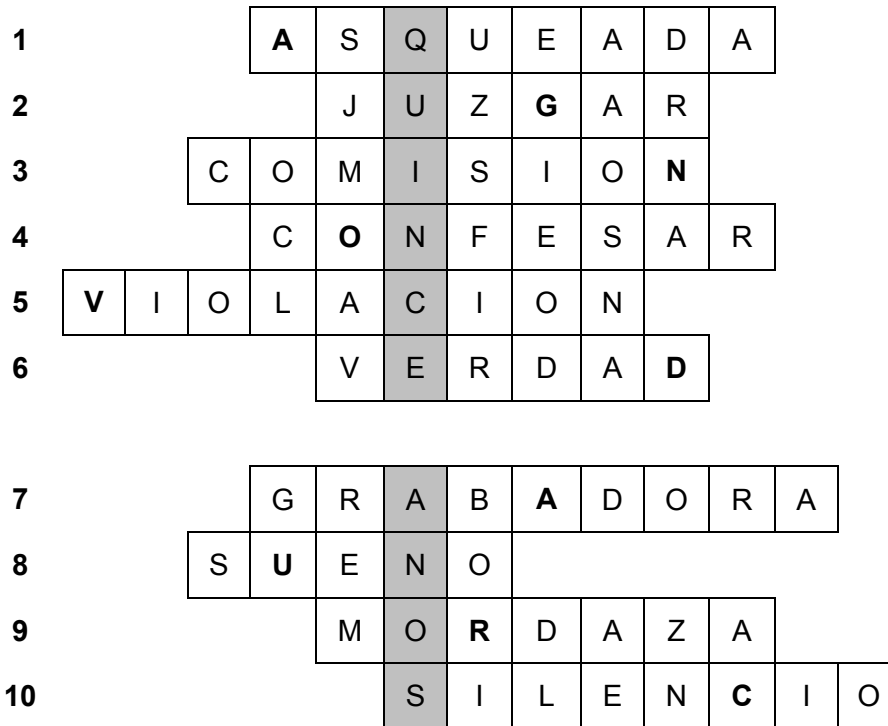 1 ASQUEADA
2 JUZGAR
3 COMISION
4 CONFESAR
5 VIOLACION
6 VERDAD
7 GRABADORA
8 SUENO
9 MORDAZA
10 SILENCIO